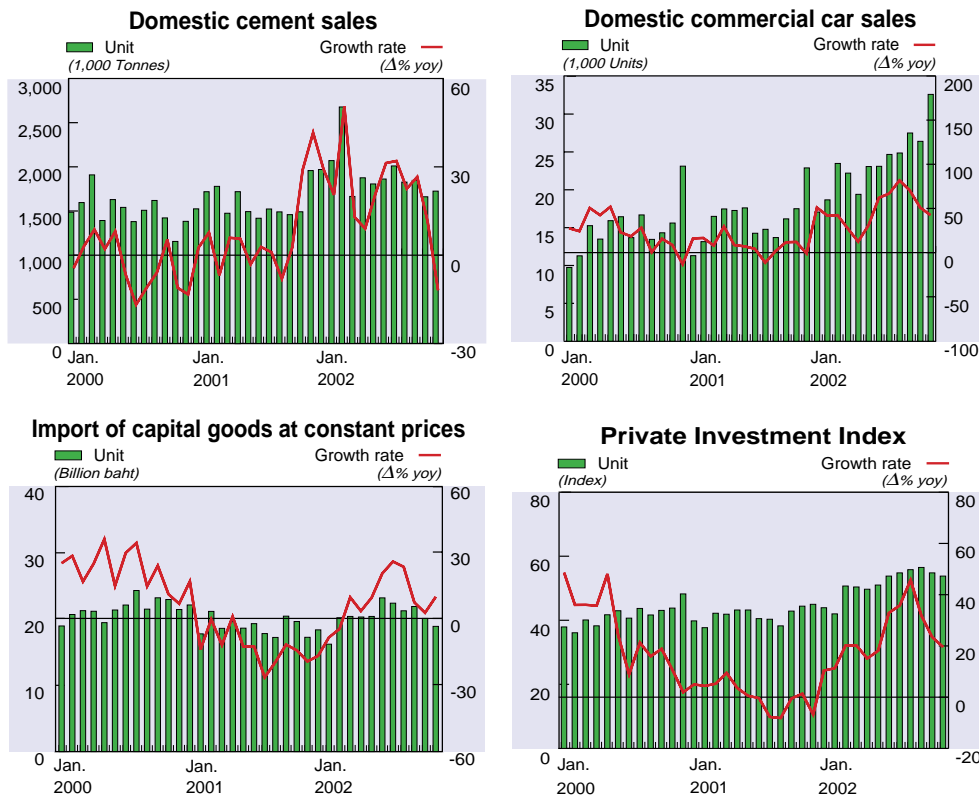 Domestic cement sales
Unit Growth rate
(1,000 Tonnes) (Δ% yoy)
3,000 60
2,500
2,000 30
1,500
1,000 0
500
0 -30
Jan. Jan. Jan.
2000 2001 2002
Domestic commercial car sales
Unit Growth rate
(1,000 Units) (Δ% yoy)
35 200
30 150
25
20 100
15 50
10 0
5 -50
0 -100
Jan. Jan. Jan.
2000 2001 2002
Import of capital goods at constant prices
Unit Growth rate
(Billion baht) (Δ% yoy)
40 60
30 30
20 0
10 -30
0 -60
Jan. Jan. Jan.
2000 2001 2002
Private Investment Index
Unit Growth rate
(Index) (Δ% yoy)
80 80
60 60
40 40
20 20
0 0
-20
Jan. Jan. Jan.
2000 2001 2002